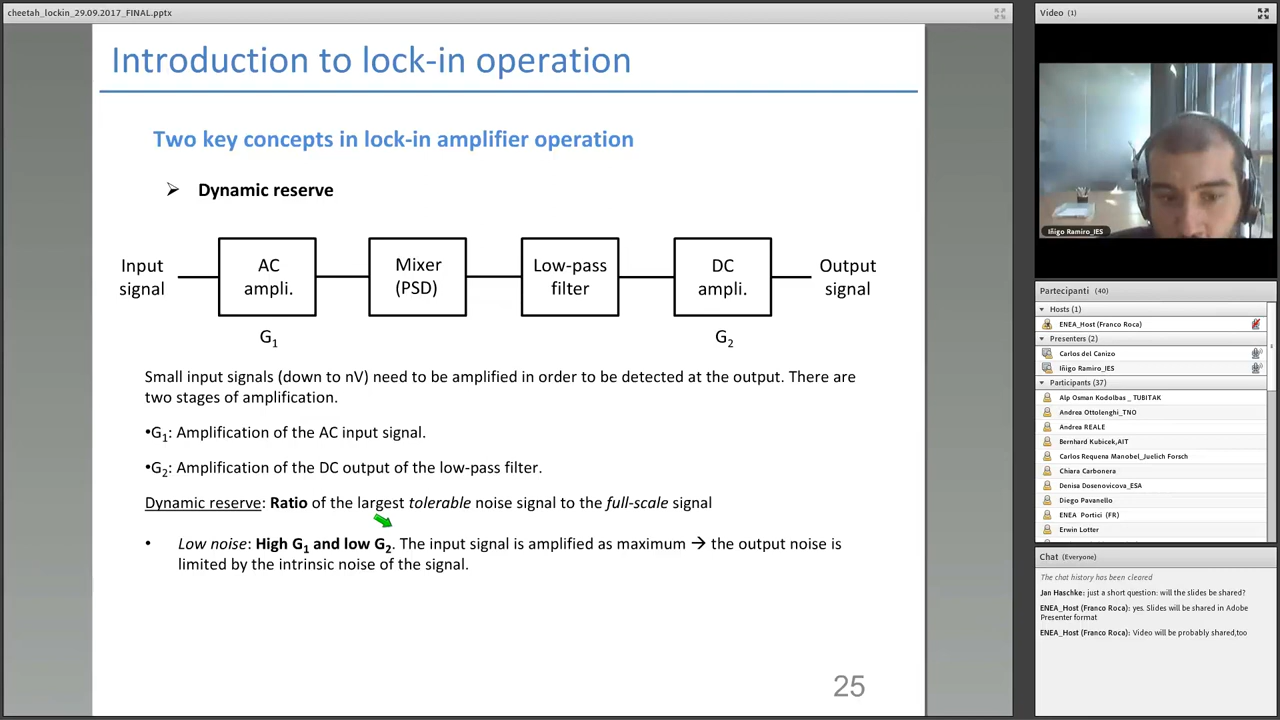 cheetah_lockin_29.09.2017_FINAL.pptx
Introduction to lock-in operation
Two key concepts in lock-in amplifier operation
➢ Dynamic reserve
Input
signal
AC
ampli.
Mixer
(PSD)
Low-pass
filter
DC
ampli.
Output
signal
G1
G2
Small input signals (down to nV) need to be amplified in order to be detected at the output. There are
two stages of amplification.
•G1: Amplification of the AC input signal.
•G2: Amplification of the DC output of the low-pass filter.
Dynamic reserve: Ratio of the largest tolerable noise signal to the full-scale signal
• Low noise: High G1 and low G2. The input signal is amplified as maximum → the output noise is
limited by the intrinsic noise of the signal.
25
Video (1)
Iñigo Ramiro_IES
Partecipanti (40)
Hosts (1)
ENEA_Host (Franco Roca)
Presenters (2)
Carlos del Canizo
Iñigo Ramiro_IES
Participants (37)
Alp Osman Kodolbas _ TUBITAK
Andrea Ottolenghi_TNO
Andrea REALE
Bernhard Kubicek,AIT
Carlos Requena Manobel_Juelich Forsch
Chiara Carbonera
Denisa Dosenovicova_ESA
Diego Pavanello
ENEA Portici (FR)
Erwin Lotter
Chat (Everyone)
The chat history has been cleared
Jan Haschke: just a short question: will the slides be shared?
ENEA_Host (Franco Roca): yes. Slides will be shared in Adobe
Presenter format
ENEA_Host (Franco Roca): Video will be probably shared,too